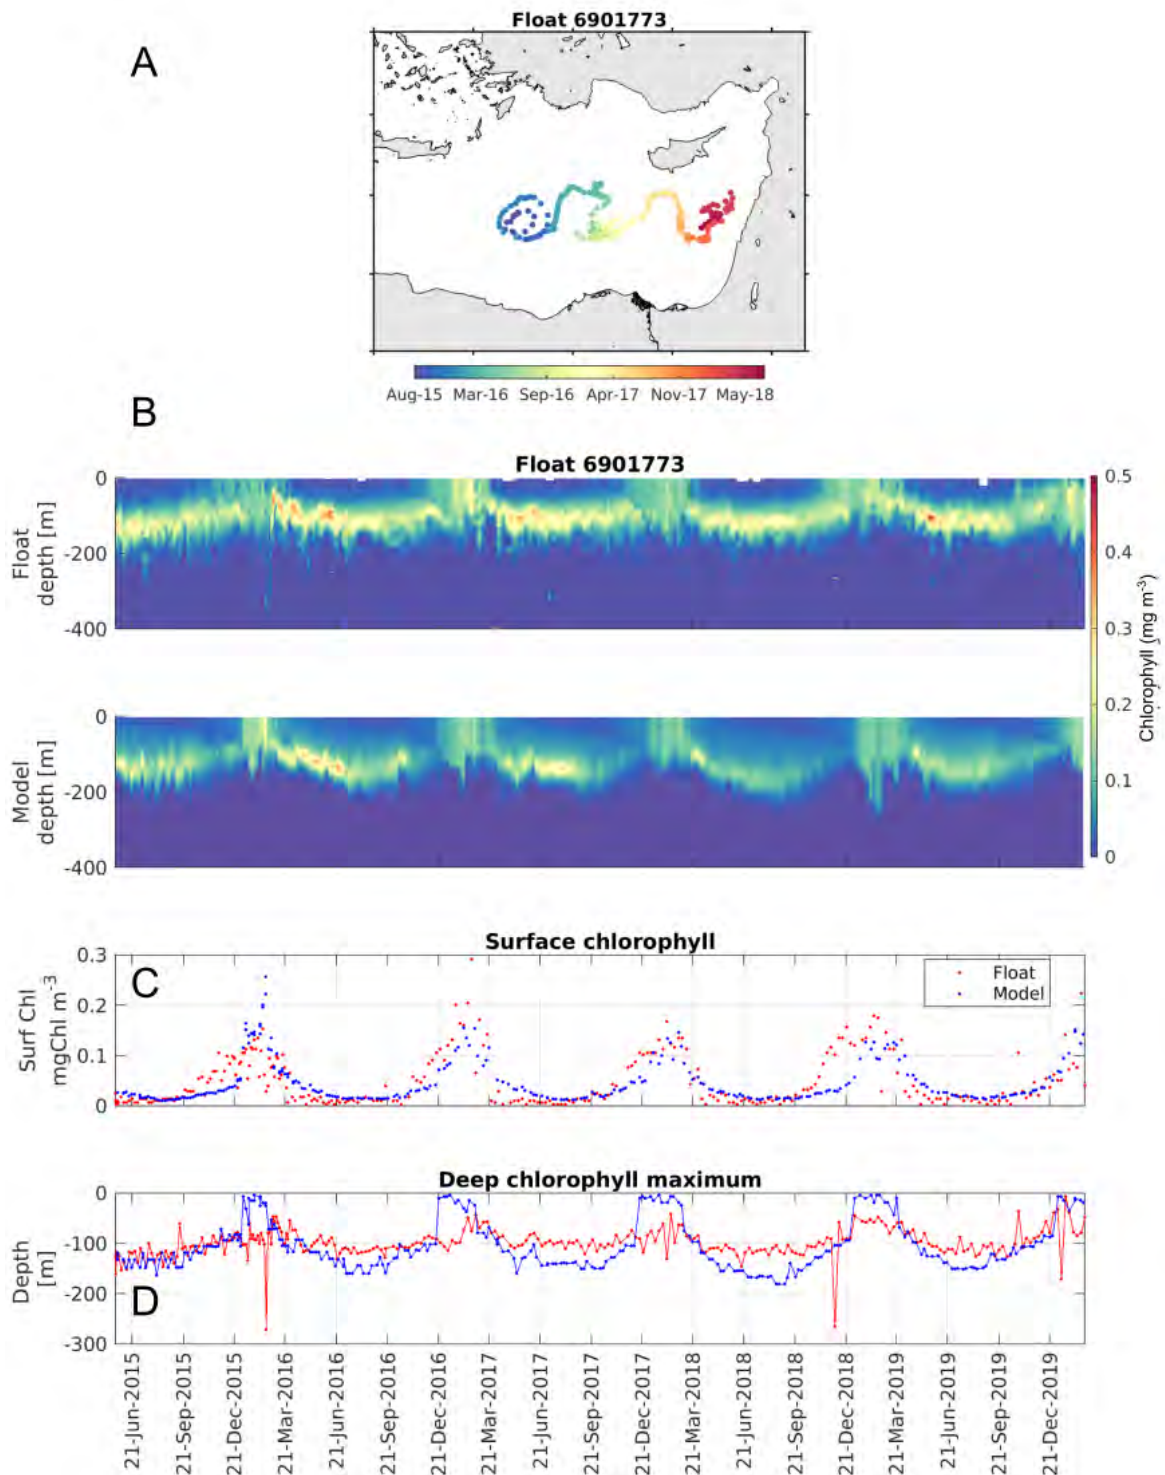 Float 6901773
A
Aug-15 Mar-16 Sep-16 Apr-17 Nov-17 May-18
B
Float 6901773
0
-200
-400
Float
depth [m]
0
-200
-400
Model
depth [m]
0.5
0.4
0.3
0.2
0.1
0
Chlorophyll (mg m-3)
Surface chlorophyll
C
0.3
0.2
0.1
0
Surf Chl
mgChl m-3
Float
Model
Deep chlorophyll maximum
0
-100
-200
-300
Depth
[m]
D
21-Jun-2015
21-Sep-2015
21-Dec-2015
21-Mar-2016
21-Jun-2016
21-Sep-2016
21-Dec-2016
21-Mar-2017
21-Jun-2017
21-Sep-2017
21-Dec-2017
21-Mar-2018
21-Jun-2018
21-Sep-2018
21-Dec-2018
21-Mar-2019
21-Jun-2019
21-Sep-2019
21-Dec-2019